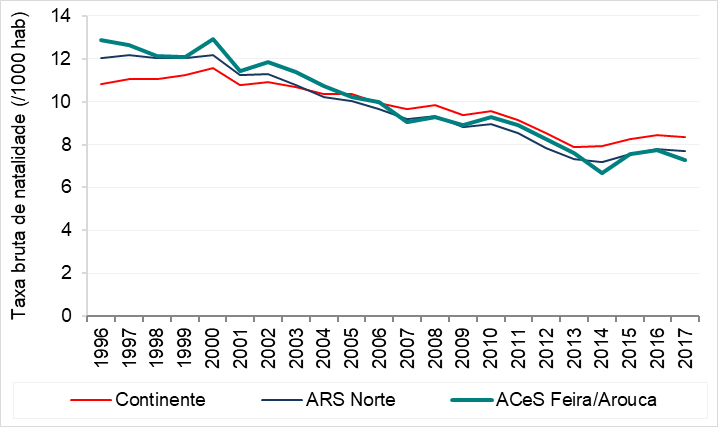 Taxa bruta de natalidade (/1000 hab)
14
12
10
8
6
4
2
0
1996 1997 1998 1999 2000 2001 2002 2003 2004 2005 2006 2007 2008 2009 2010 2011 2012 2013 2014 2015 2016 2017
Continente ARS Norte ACeS Feira/Arouca